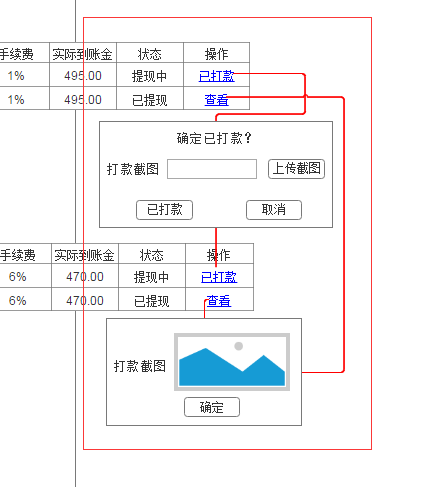 手续费 实际到账金 状态 操作
1% 495.00 提现中 已打款
1% 495.00 已提现 查看
确定已打款?
打款截图 上传截图
已打款 取消
手续费 实际到账金 状态 操作
6% 470.00 提现中 已打款
6% 470.00 已提现 查看
打款截图
确定